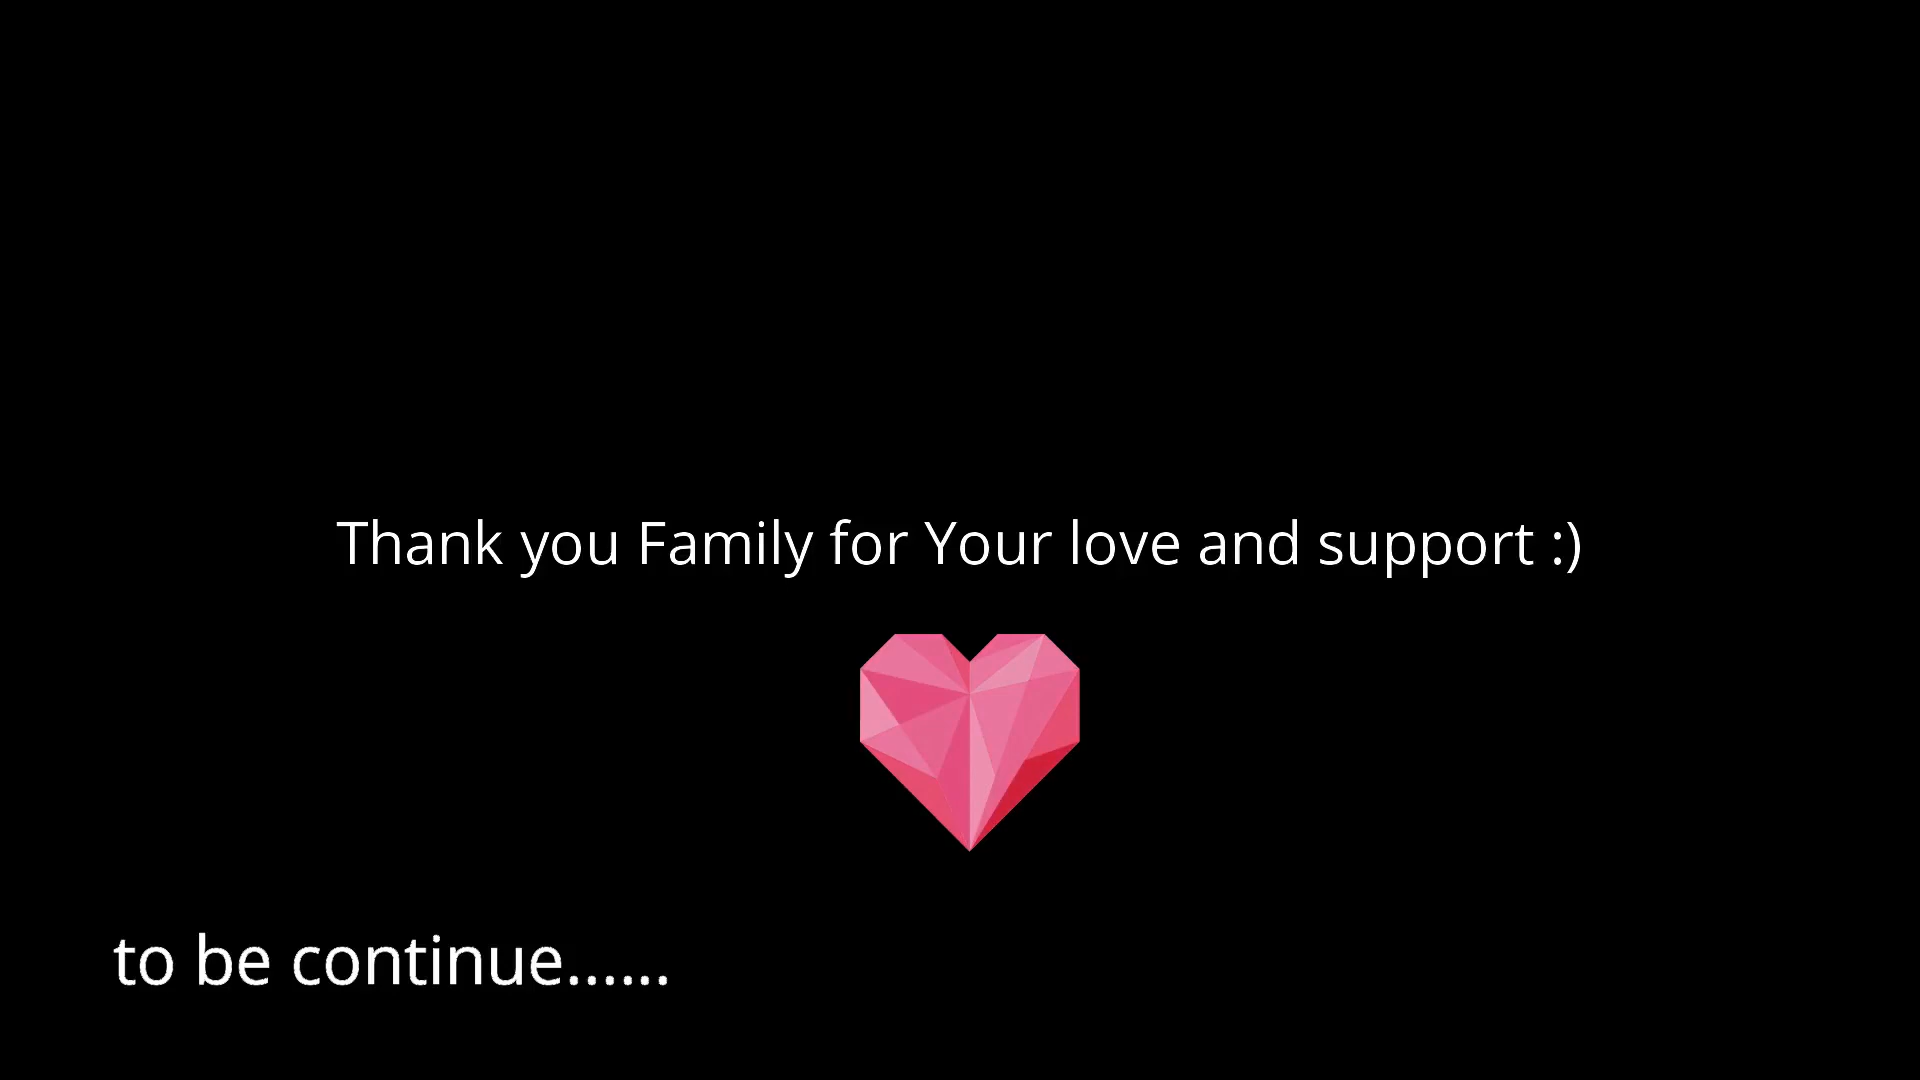 Thank you Family for Your love and support :)
to be continue......